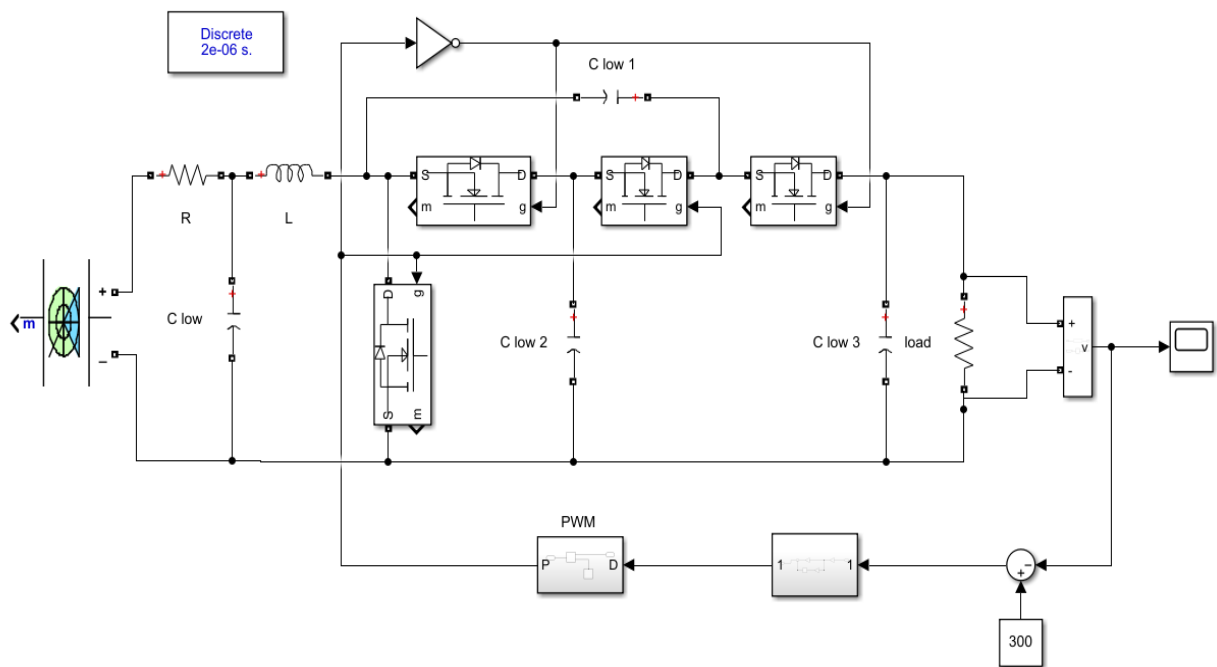 Discrete
2e-06 s.
C low 1
S
D
m
g
S
D
m
g
S
D
m
g
R
L
+
m
–
C low
D
g
S
m
C low 2
C low 3
load
+
v
-
PWM
P
D
1
1
–
+
300